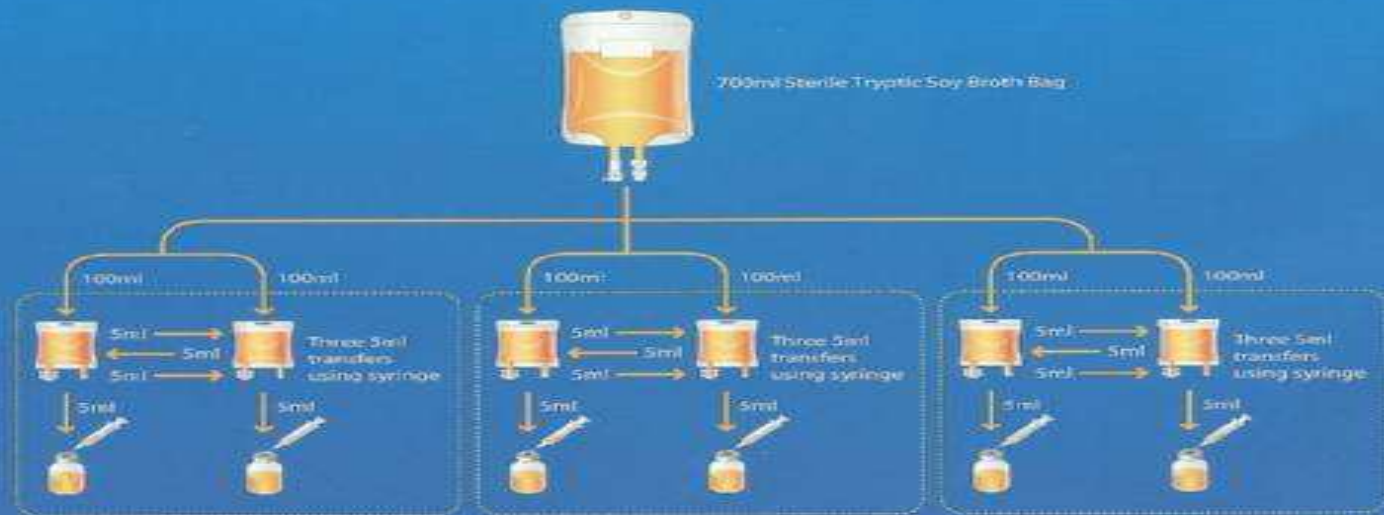 700ml Sterile Tryptic Soy Broth Bag
100ml 100ml 100ml 100ml 100ml 100ml
5ml
5ml
5ml
Three 5ml
transfers
using syringe
5ml
5ml
5ml
Three 5ml
transfers
using syringe
5ml
5ml
5ml
Three 5ml
transfers
using syringe
5ml 5ml 5ml 5ml 5ml 5ml